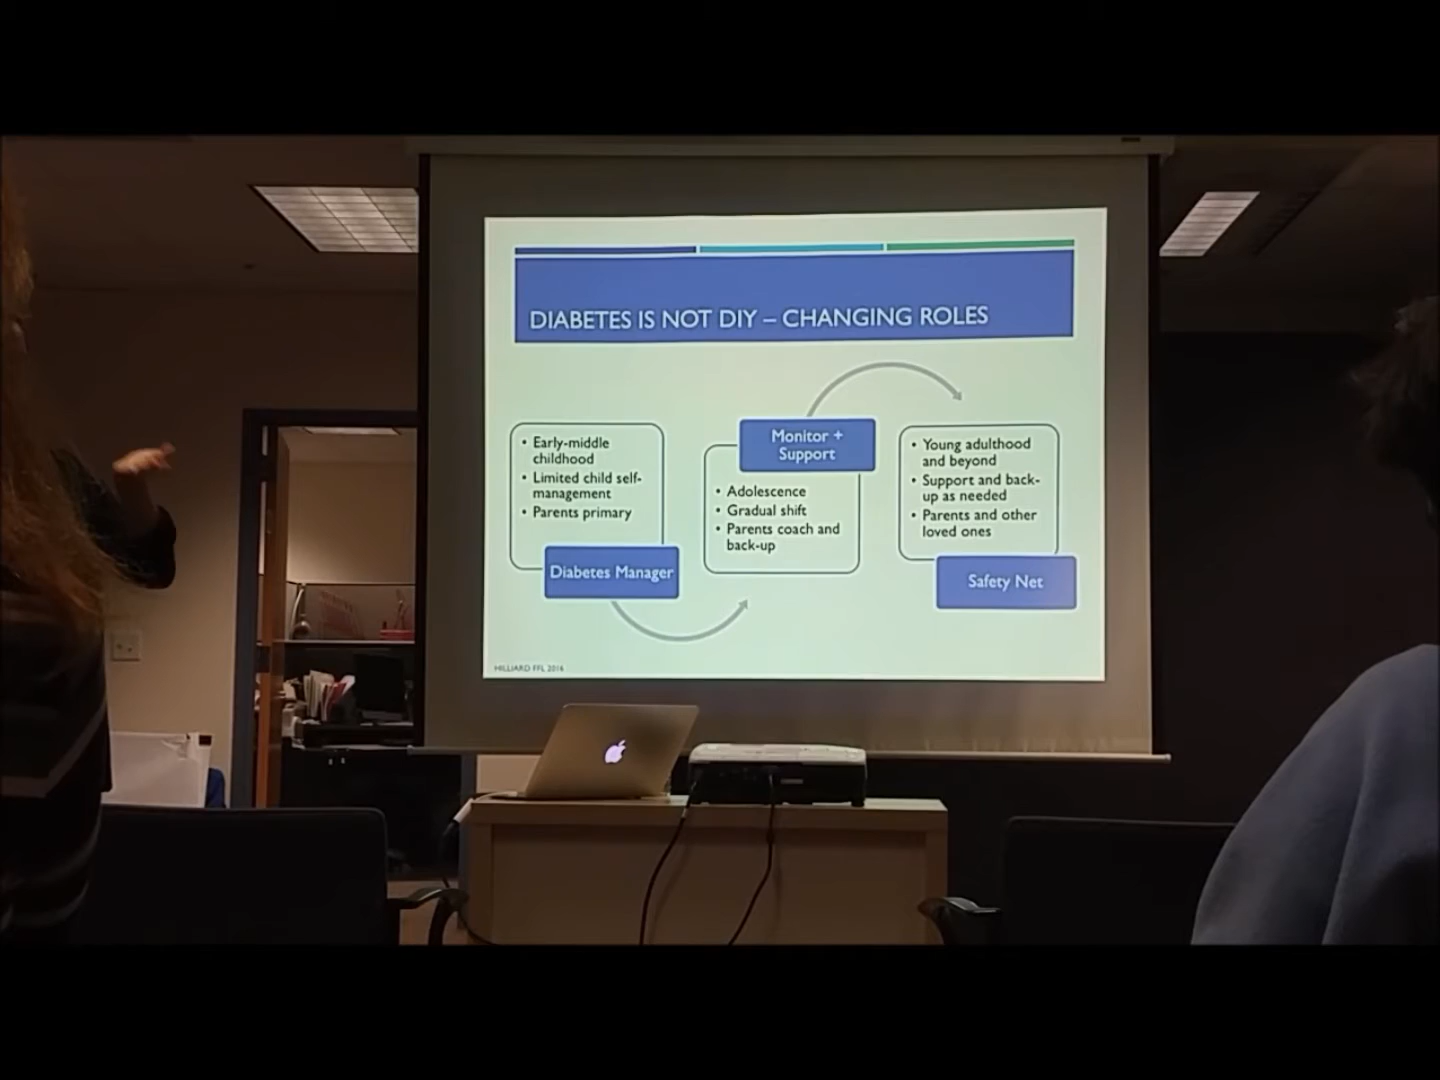 DIABETES IS NOT DIY – CHANGING ROLES
• Early-middle
childhood
• Limited child self-
management
• Parents primary
Diabetes Manager
Monitor +
Support
• Adolescence
• Gradual shift
• Parents coach and
back-up
• Young adulthood
and beyond
• Support and back-
up as needed
• Parents and other
loved ones
Safety Net
HILLIARD FFL 2016